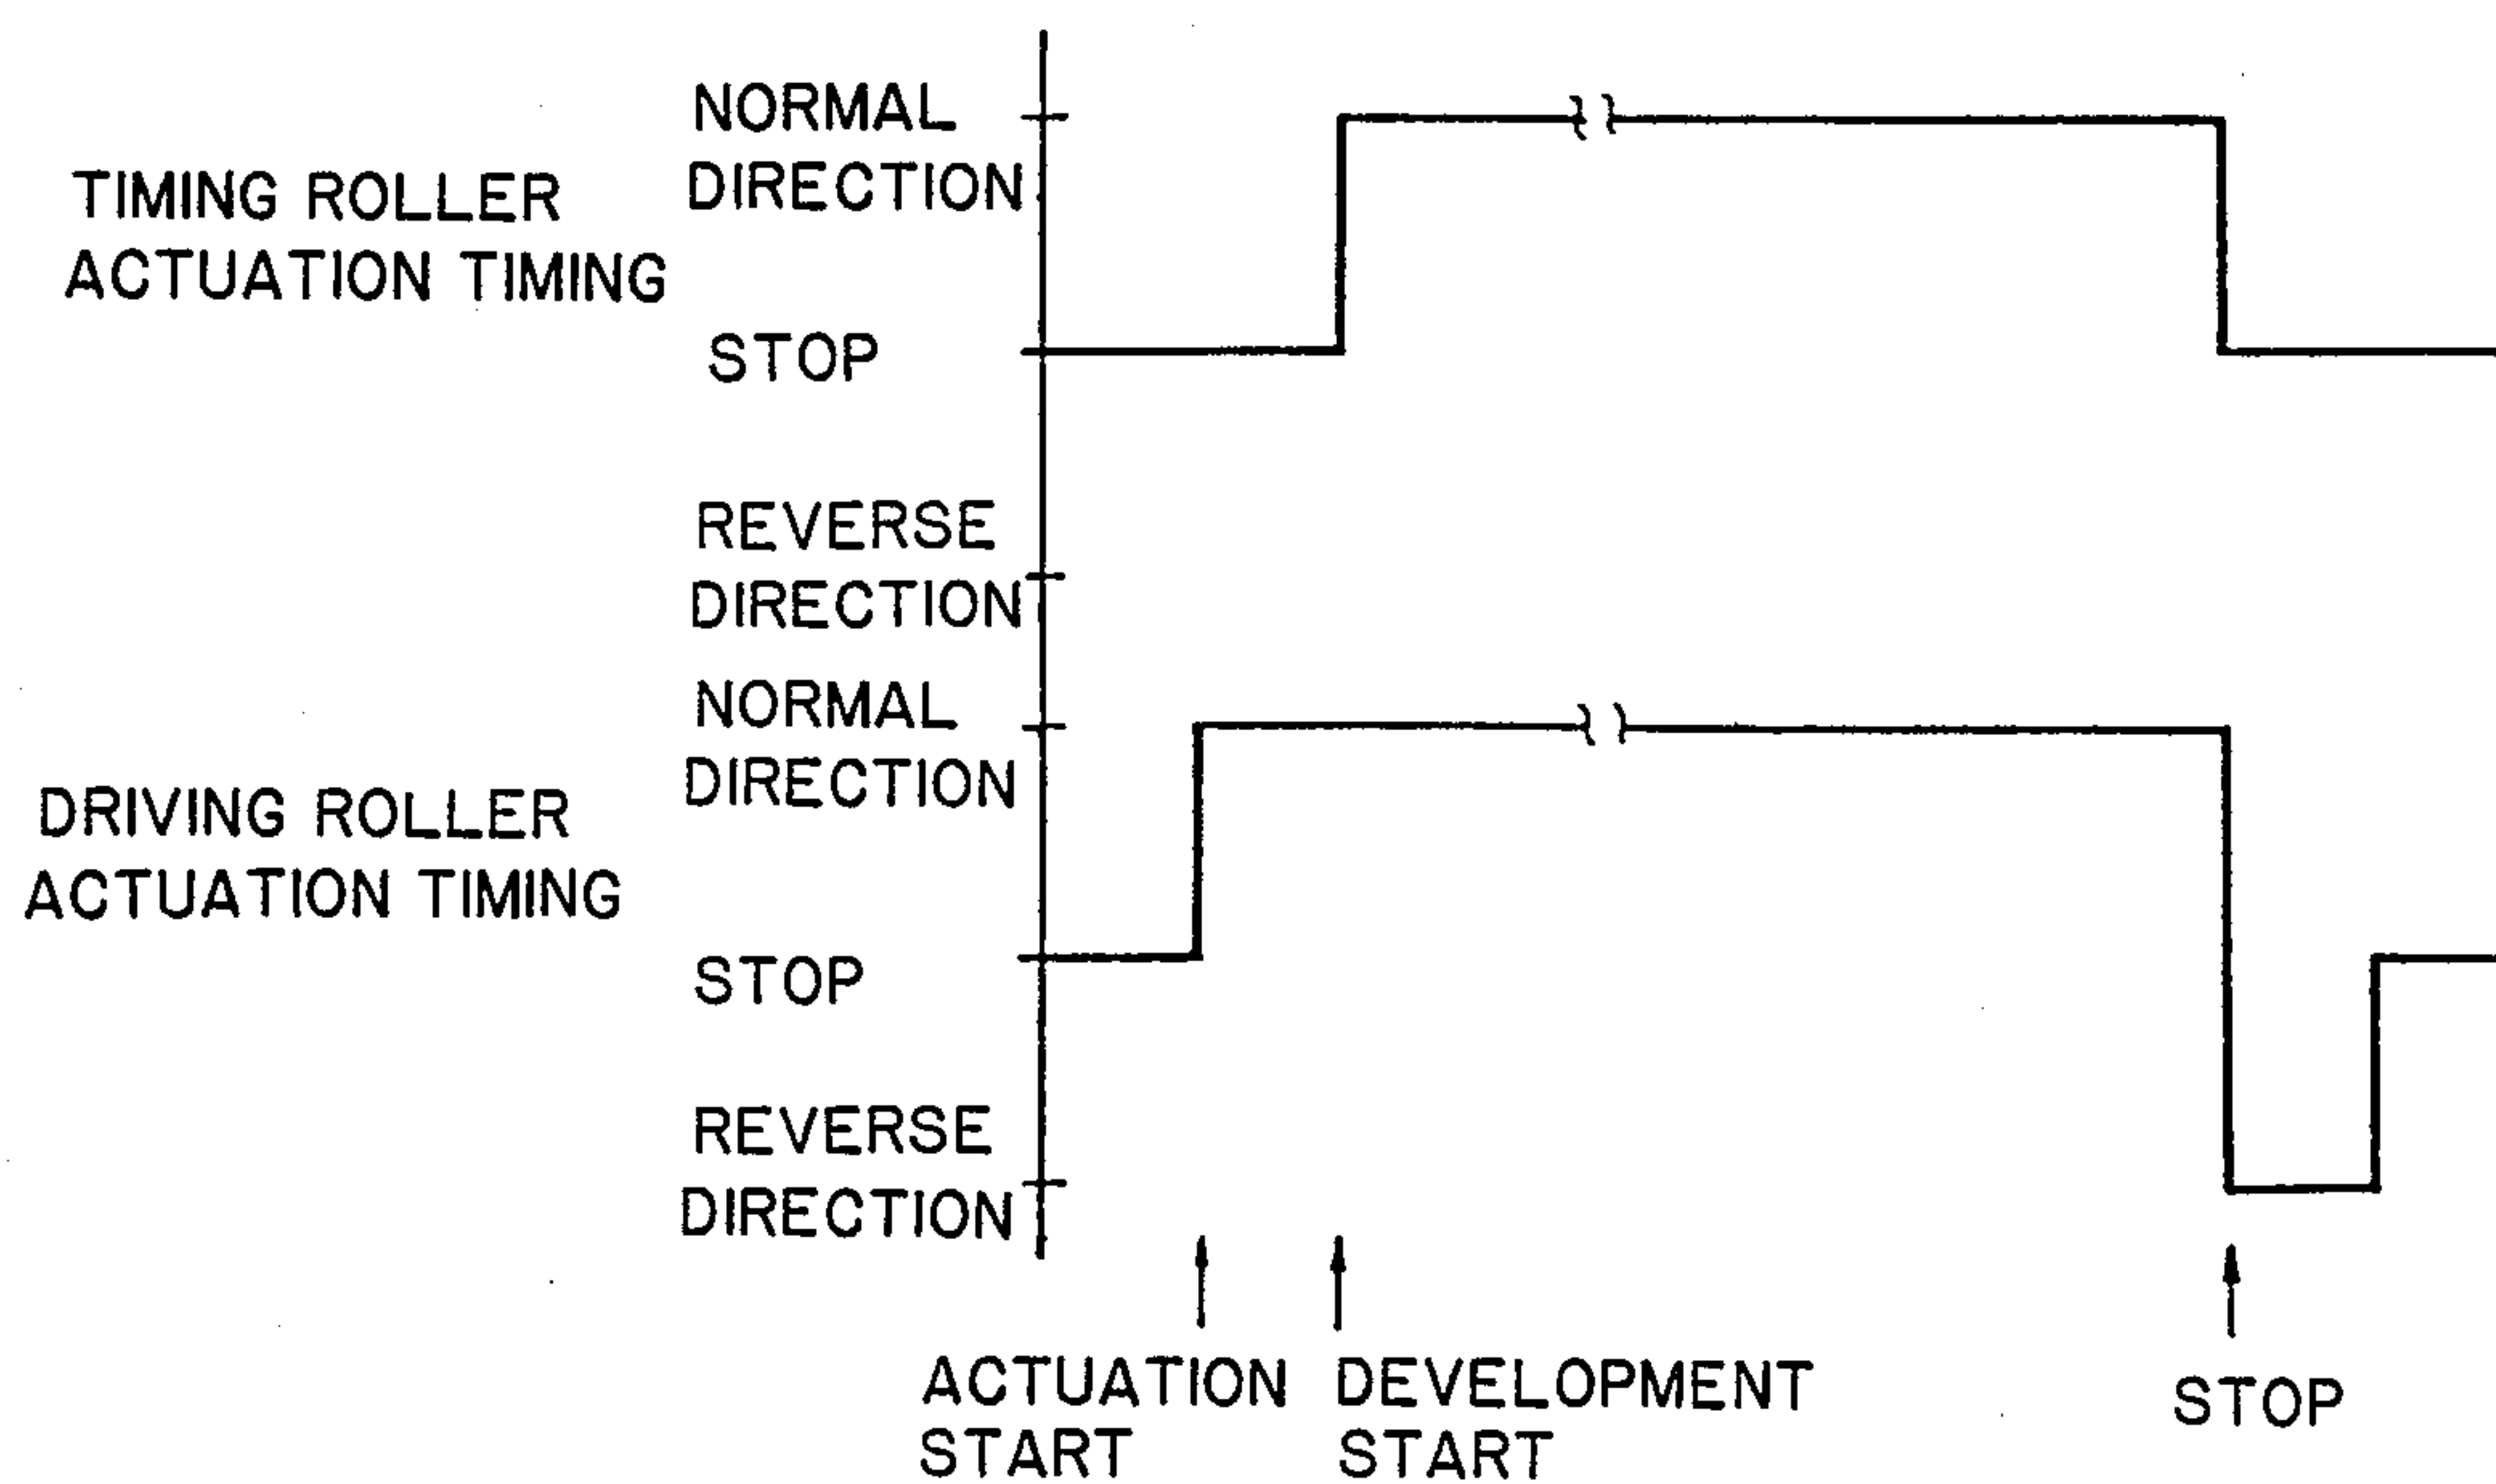 TIMING ROLLER
ACTUATION TIMING
NORMAL
DIRECTION
STOP
REVERSE
DIRECTION
DRIVING ROLLER
ACTUATION TIMING
NORMAL
DIRECTION
STOP
REVERSE
DIRECTION
ACTUATION
START
DEVELOPMENT
START
STOP